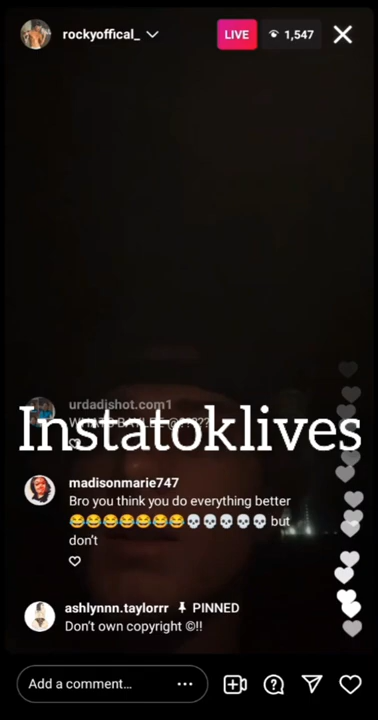 rockyoffical_
LIVE
1,547
urdadjshot.com1
Instatoklives
madisonmarie747
Bro you think you do everything better
😂😂😂😂😂😂😂💀💀💀💀💀 but
don't
ashlynnn.taylorrr PINNED
Don't own copyright ©!!
Add a comment...